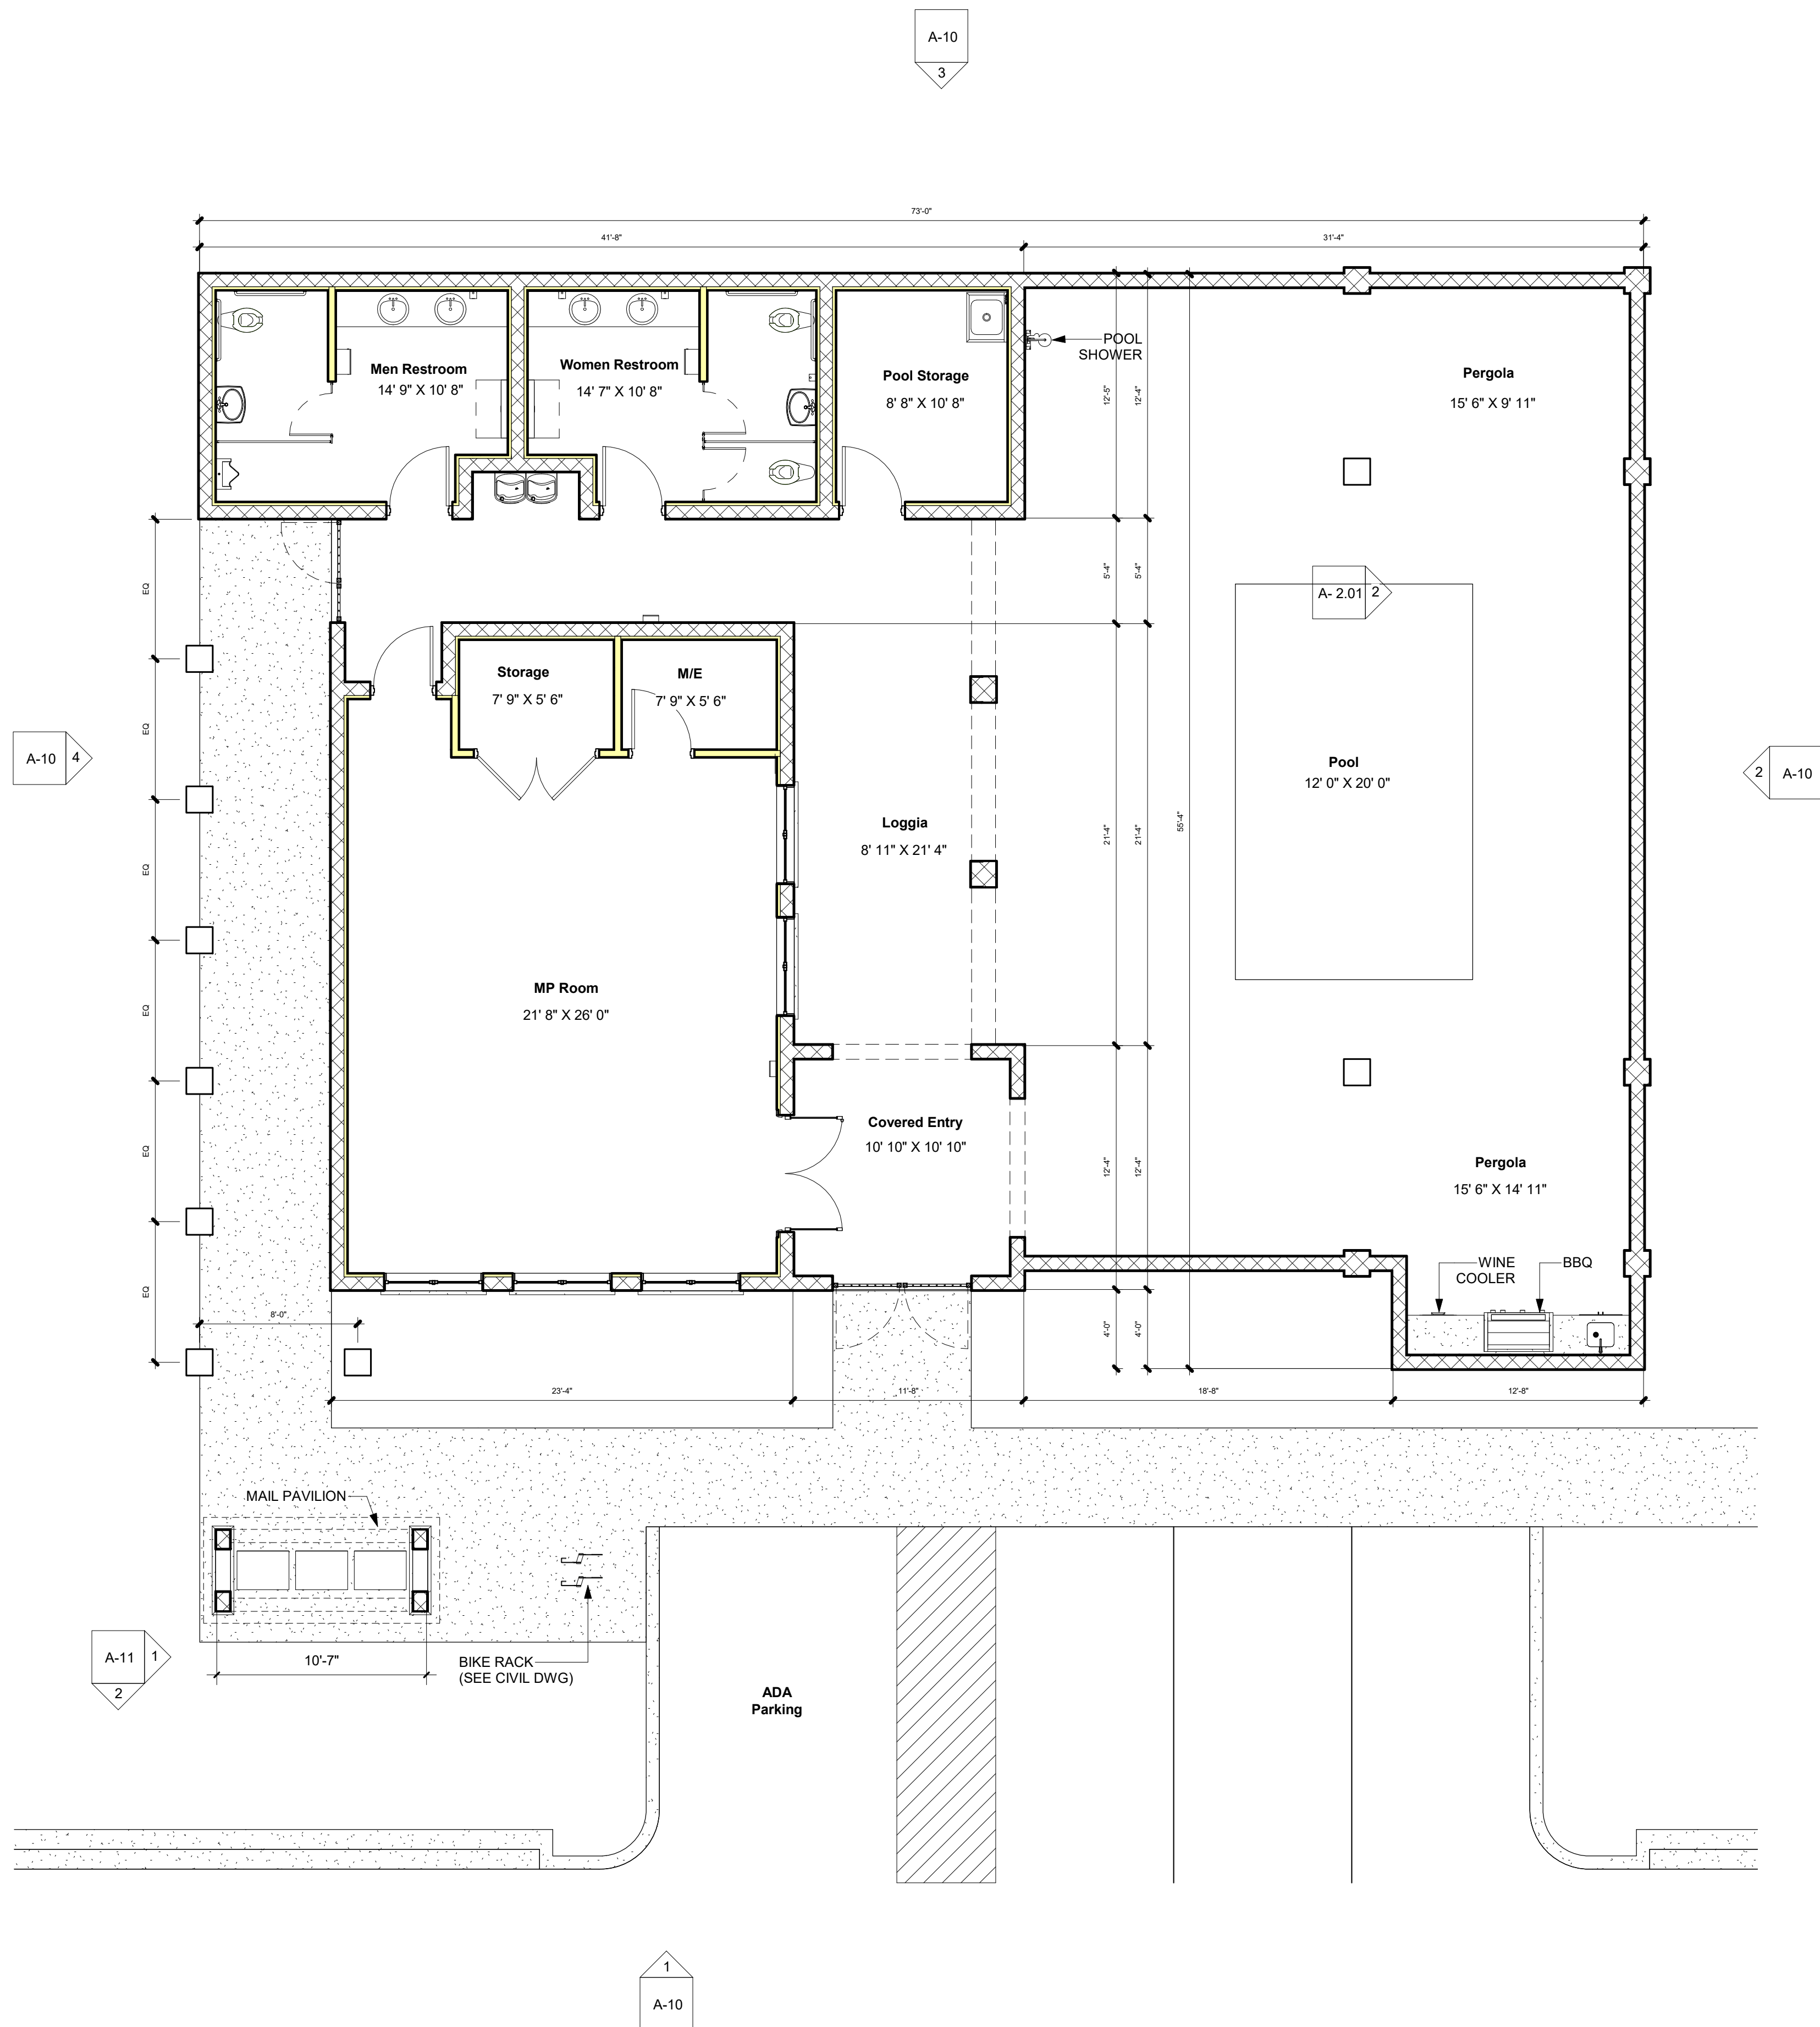 A-10
3
73'-0"
41'-8"
31'-4"
POOL
SHOWER
Men Restroom
14' 9" X 10' 8"
Women Restroom
14' 7" X 10' 8"
Pool Storage
8' 8" X 10' 8"
Pergola
15' 6" X 9' 11"
12'-5"
12'-4"
EQ
5'-4"
5'-4"
A- 2.01
2
Storage
7' 9" X 5' 6"
M/E
7' 9" X 5' 6"
EQ
A-10
4
Pool
12' 0" X 20' 0"
2
A-10
Loggia
8' 11" X 21' 4"
21'-4"
21'-4"
55'-4"
EQ
MP Room
21' 8" X 26' 0"
EQ
Covered Entry
10' 10" X 10' 10"
EQ
12'-4"
12'-4"
Pergola
15' 6" X 14' 11"
WINE
COOLER
BBQ
EQ
8'-0"
4'-0"
4'-0"
23'-4"
11'-8"
18'-8"
12'-8"
MAIL PAVILION
A-11
1
2
10'-7"
BIKE RACK
(SEE CIVIL DWG)
ADA
Parking
1
A-10